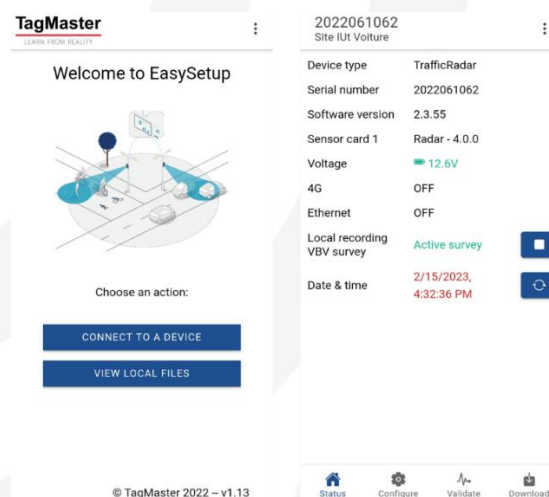 TagMaster
LEARN FROM REALITY
Welcome to EasySetup
Choose an action:
CONNECT TO A DEVICE
VIEW LOCAL FILES
© TagMaster 2022 – v1.13
2022061062
Site IUt Voiture
Device type TrafficRadar
Serial number 2022061062
Software version 2.3.55
Sensor card 1 Radar - 4.0.0
Voltage 12.6V
4G OFF
Ethernet OFF
Local recording
VBV survey Active survey
Date & time 2/15/2023,
4:32:36 PM
Status Configure Validate Download